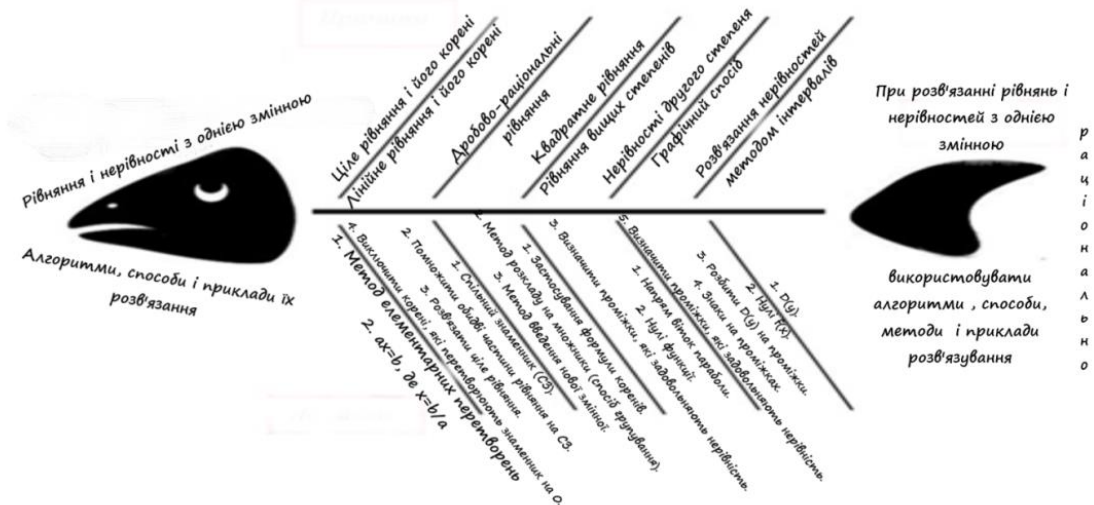 Рівняння і нерівності з однією змінною
Алгоритми, способи і приклади їх
розв'язання
Ціле рівняння і його корені
Лінійне рівняння і його корені
Дробово-раціональні
рівняння
Квадратне рівняння
Рівняння вищих степенів
Нерівності другого степеня
Графічний спосіб
Розв'язання нерівностей
методом інтервалів
1. Метод елементарних перетворень
2. ax=b, де x=b/a
1. Спільний знаменник (СЗ).
2. Помножити обидві частини рівняння на СЗ.
3. Розв'язати ціле рівняння.
4. Виключити корені, які перетворюють знаменник на 0.
1. Застосування формули коренів.
2. Метод розкладу на множники (спосіб групування).
3. Метод введення нової змінної.
1. Напрям віток параболи.
2. Нулі функції.
3. Визначити проміжки, які задовольняють нерівність.
1. D(y).
2. Нулі f(x).
3. Розбити D(y) на проміжки.
4. Знаки на проміжках.
5. Визначити проміжки, які задовольняють нерівність.
При розв'язанні рівнянь і
нерівностей з однією
змінною
раціонально
використовувати
алгоритми , способи,
методи і приклади
розв'язування